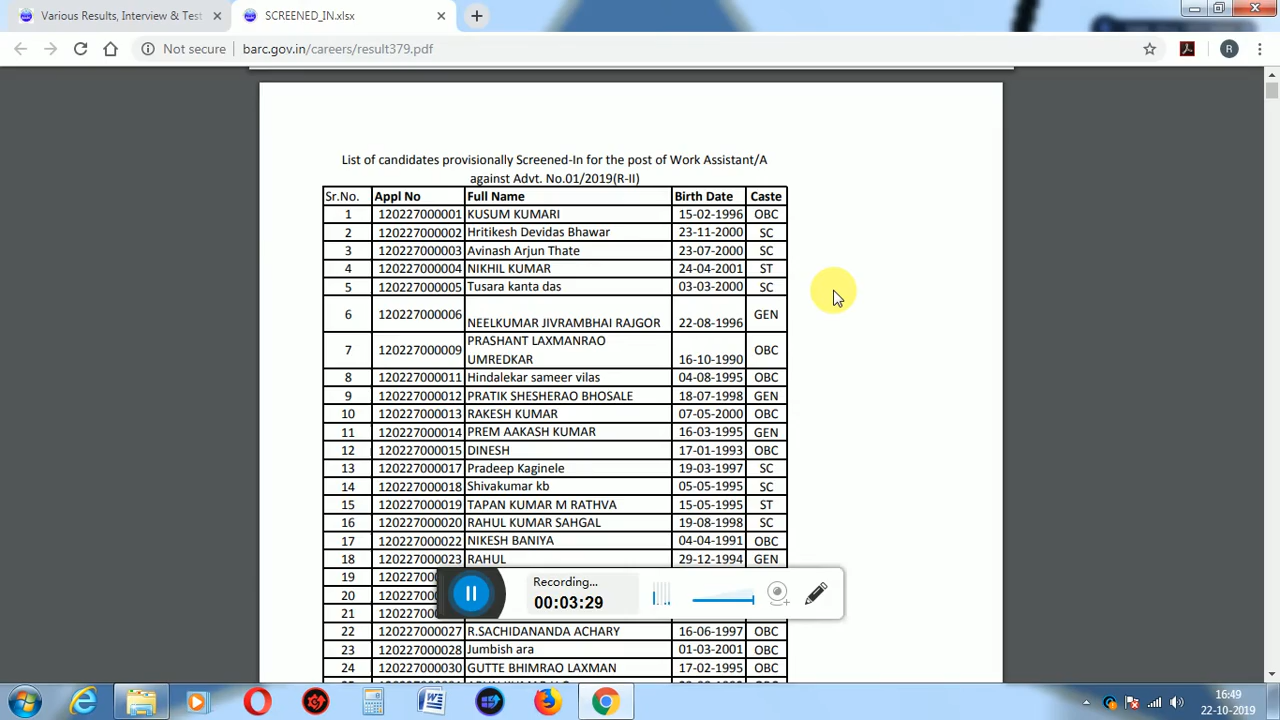 Various Results, Interview & Test
SCREENED_IN.xlsx
Not secure
barc.gov.in/careers/result379.pdf
R
List of candidates provisionally Screened-In for the post of Work Assistant/A
against Advt. No.01/2019(R-II)
Sr.No. Appl No Full Name Birth Date Caste
1 120227000001 KUSUM KUMARI 15-02-1996 OBC
2 120227000002 Hritikesh Devidas Bhawar 23-11-2000 SC
3 120227000003 Avinash Arjun Thate 23-07-2000 SC
4 120227000004 NIKHIL KUMAR 24-04-2001 ST
5 120227000005 Tusara kanta das 03-03-2000 SC
6 120227000006 NEELKUMAR JIVRAMBHAI RAJGOR 22-08-1996 GEN
7 120227000009 PRASHANT LAXMANRAO
UMREDKAR 16-10-1990 OBC
8 120227000011 Hindalekar sameer vilas 04-08-1995 OBC
9 120227000012 PRATIK SHESHERAO BHOSALE 18-07-1998 GEN
10 120227000013 RAKESH KUMAR 07-05-2000 OBC
11 120227000014 PREM AAKASH KUMAR 16-03-1995 GEN
12 120227000015 DINESH 17-01-1993 OBC
13 120227000017 Pradeep Kaginele 19-03-1997 SC
14 120227000018 Shivakumar kb 05-05-1995 SC
15 120227000019 TAPAN KUMAR M RATHVA 15-05-1995 ST
16 120227000020 RAHUL KUMAR SAHGAL 19-08-1998 SC
17 120227000022 NIKESH BANIYA 04-04-1991 OBC
18 120227000023 RAHUL 29-12-1994 GEN
19
20
21
22 120227000027 R.SACHIDANANDA ACHARY 16-06-1997 OBC
23 120227000028 Jumbish ara 01-03-2001 OBC
24 120227000030 GUTTE BHIMRAO LAXMAN 17-02-1995 OBC
Recording...
00:03:29
16:49
22-10-2019